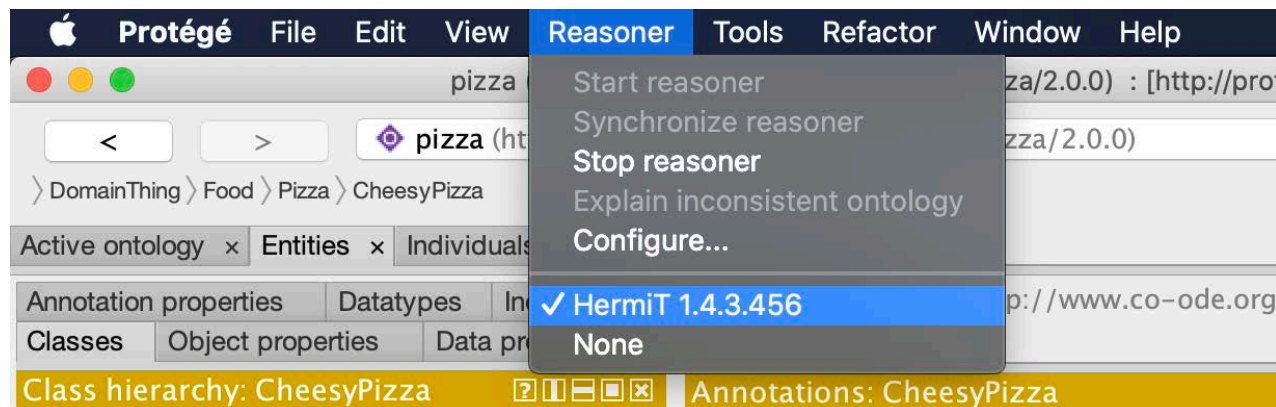 Protégé File Edit View Reasoner Tools Refactor Window Help
pizza ( za/2.0.0) : [http://pro
Start reasoner
Synchronize reasoner
< > pizza (ht zza/2.0.0)
Stop reasoner
〉DomainThing〉Food〉Pizza〉CheesyPizza
Explain inconsistent ontology
Active ontology × Entities × Individuals
Configure...
Annotation properties Datatypes In ✓ HermiT 1.4.3.456 p://www.co-ode.org
Classes Object properties Data pr None
Class hierarchy: CheesyPizza Annotations: CheesyPizza